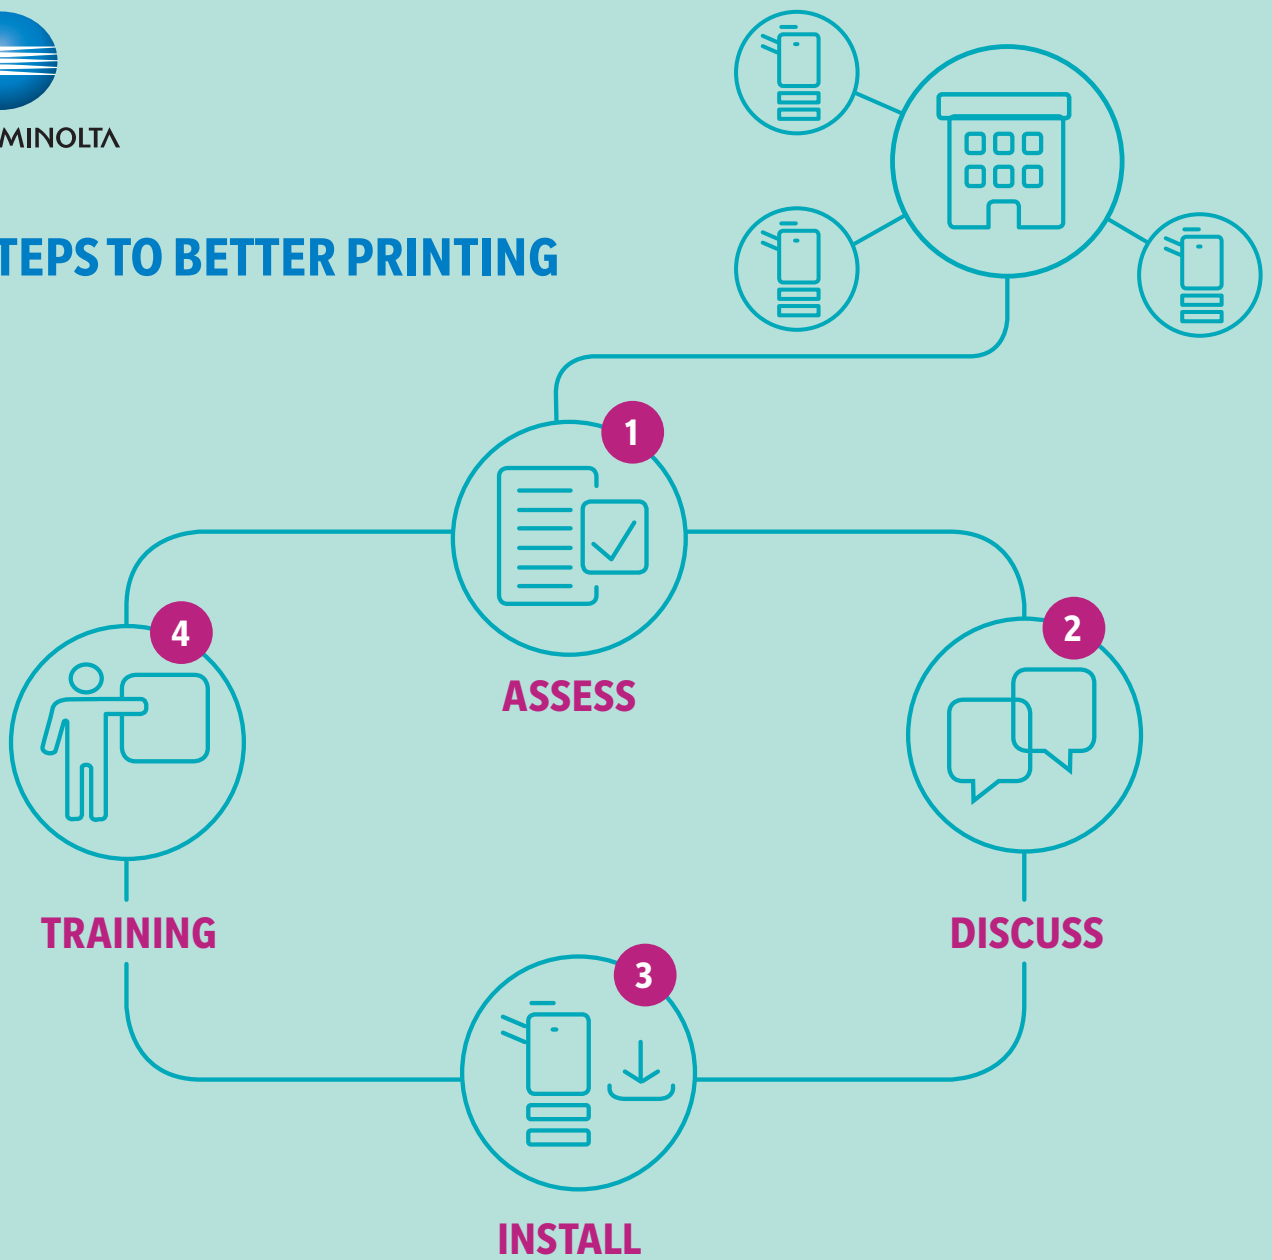 MINOLTA
TEPS TO BETTER PRINTING
1
ASSESS
2
DISCUSS
3
INSTALL
4
TRAINING